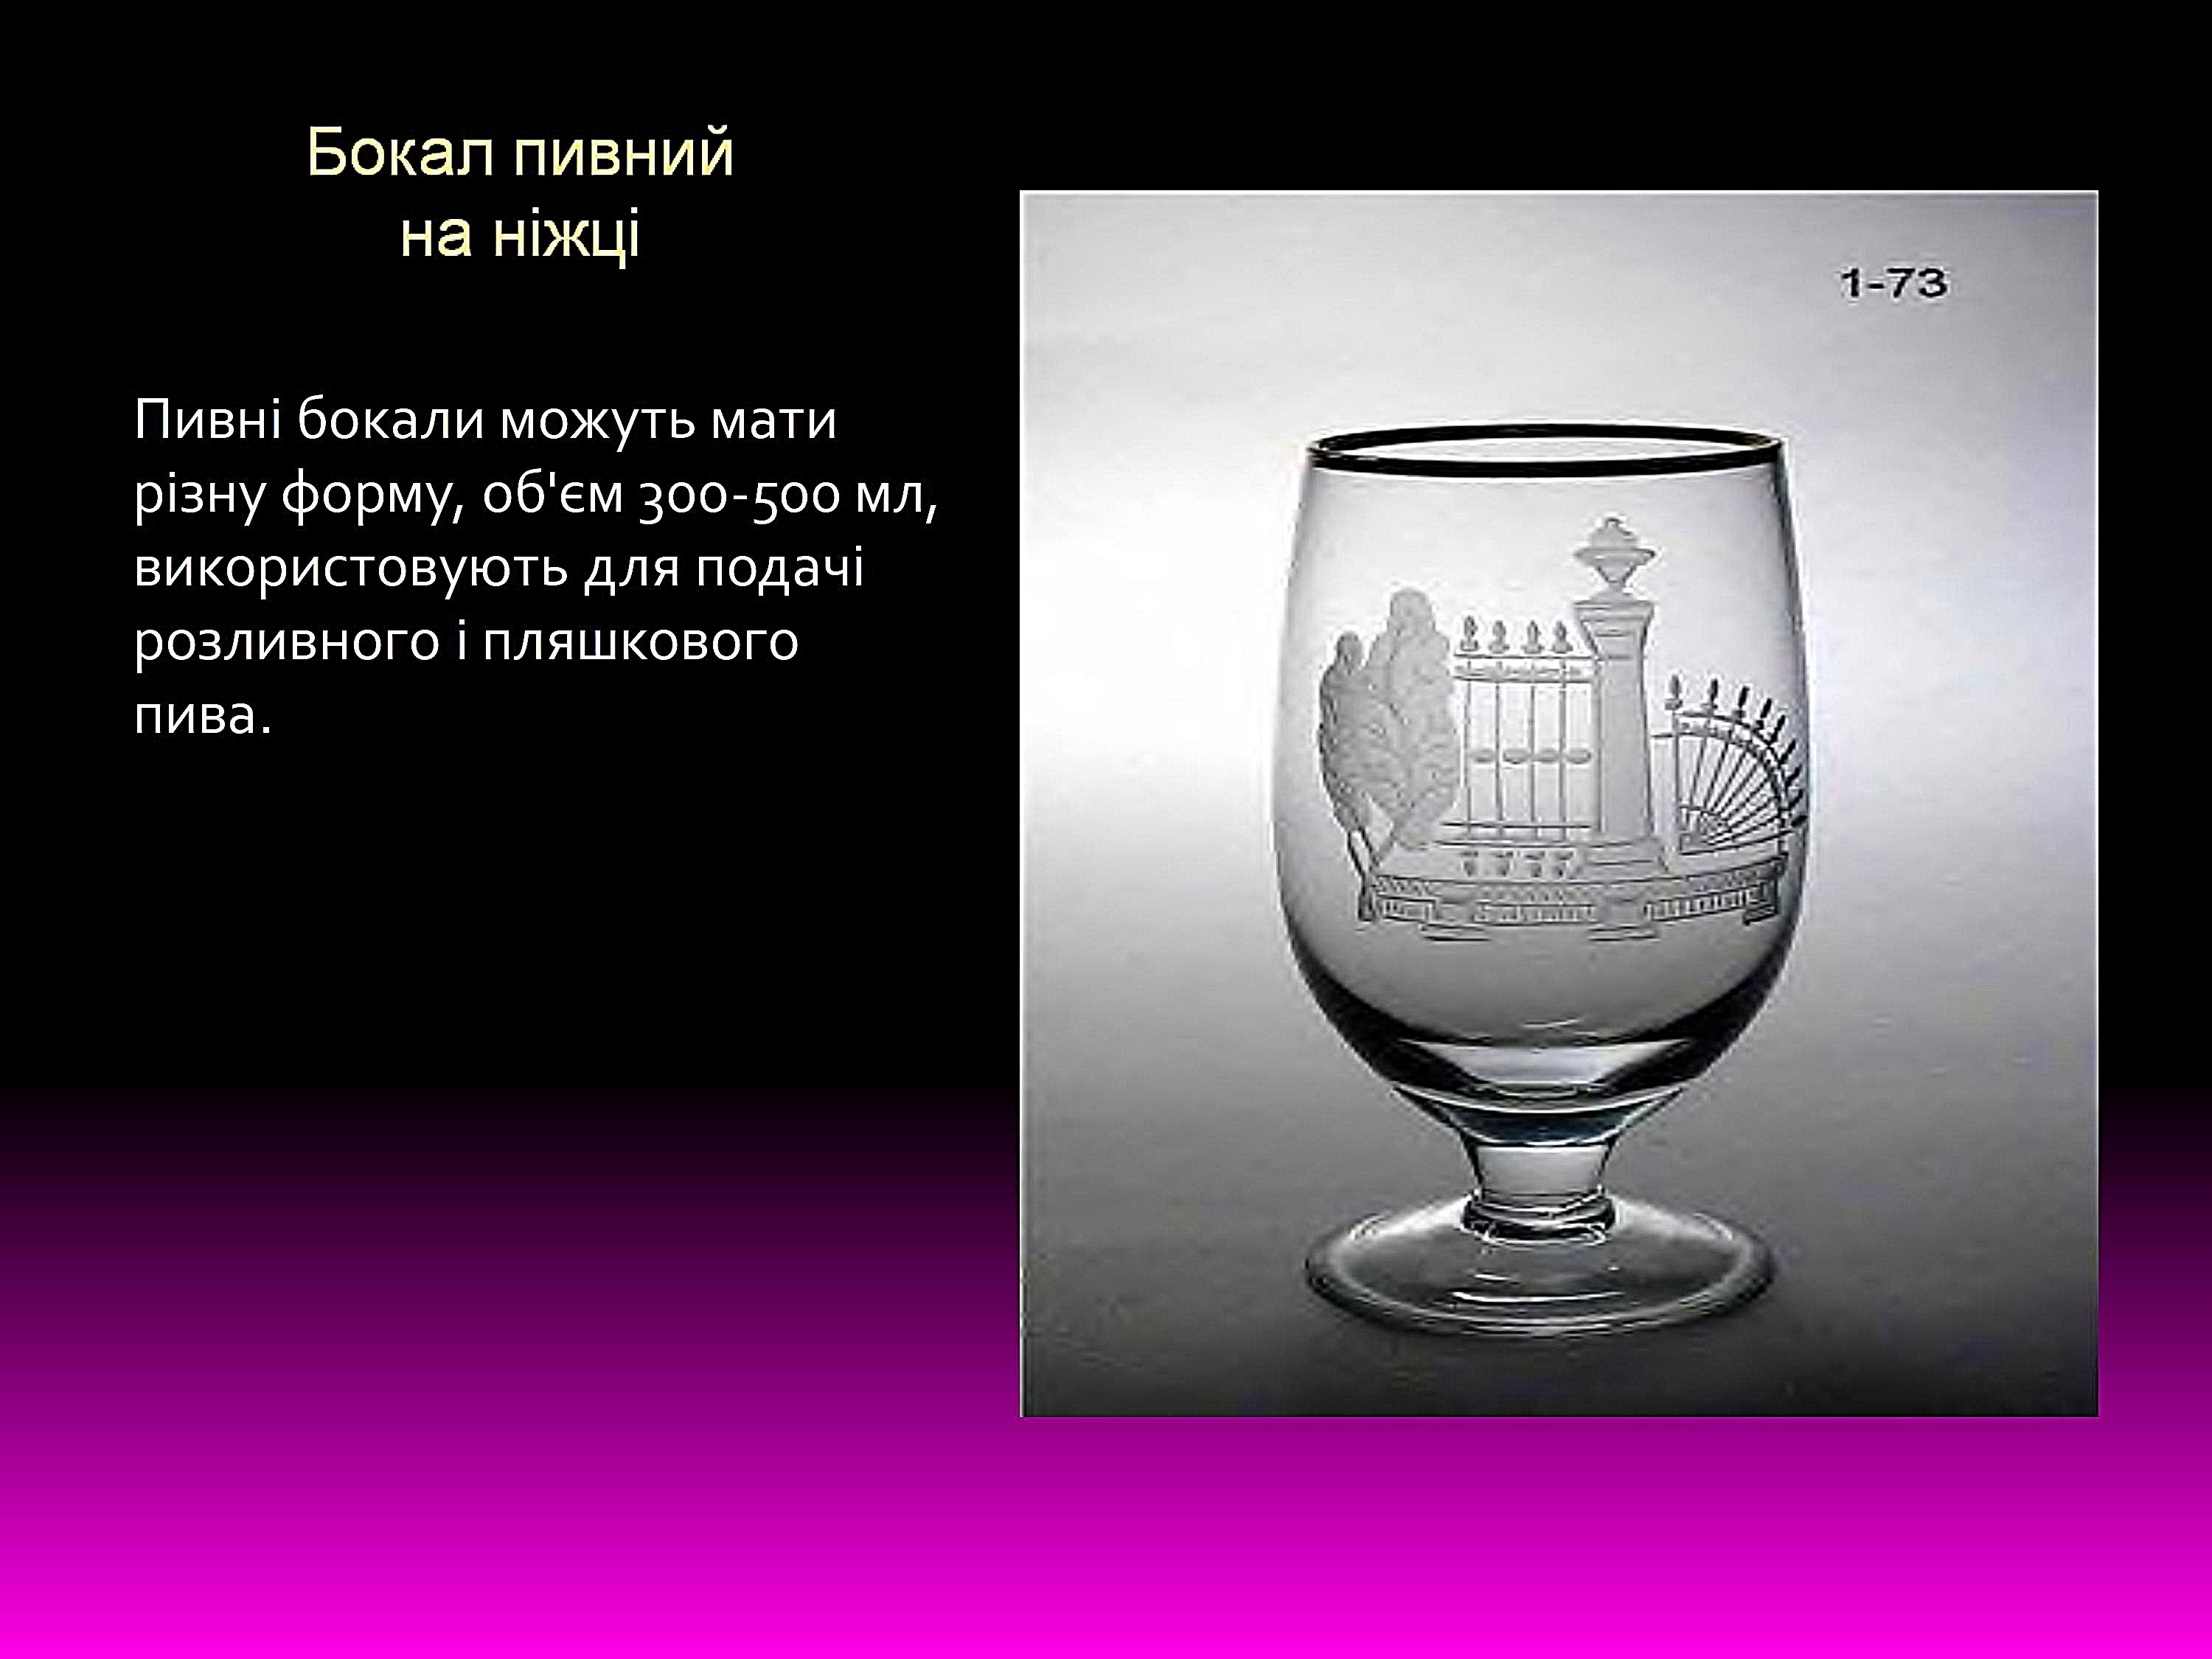 Бокал пивний
на ніжці
Пивні бокали можуть мати
різну форму, об'єм 300-500 мл,
використовують для подачі
розливного і пляшкового
пива.
1-73